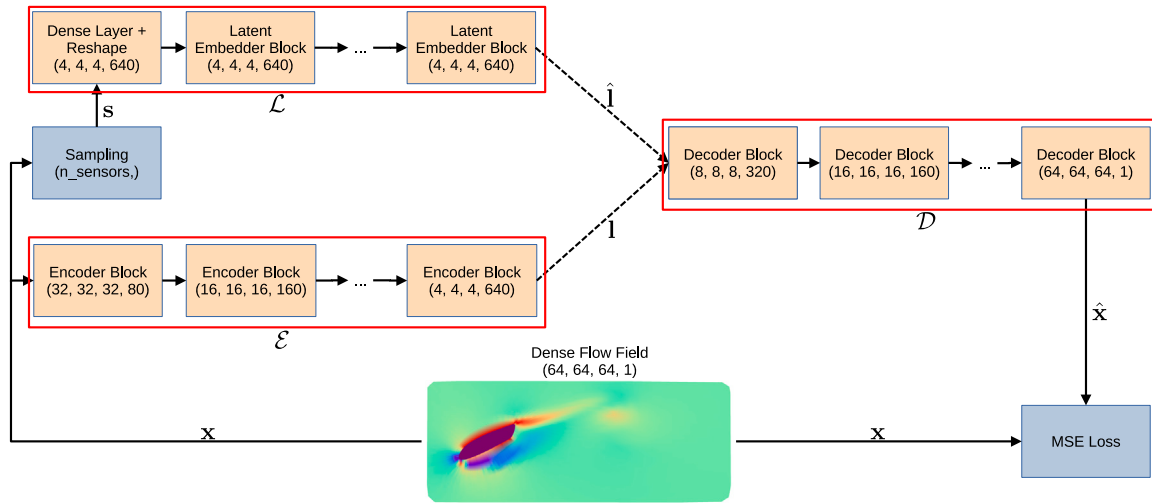 Dense Layer +
Reshape
(4, 4, 4, 640)
Latent
Embedder Block
(4, 4, 4, 640)
...
Latent
Embedder Block
(4, 4, 4, 640)
ℒ
s
l̂
Sampling
(n_sensors,)
Decoder Block
(8, 8, 8, 320)
Decoder Block
(16, 16, 16, 160)
...
Decoder Block
(64, 64, 64, 1)
𝒟
l
Encoder Block
(32, 32, 32, 80)
Encoder Block
(16, 16, 16, 160)
...
Encoder Block
(4, 4, 4, 640)
ℰ
x̂
Dense Flow Field
(64, 64, 64, 1)
x
x
MSE Loss